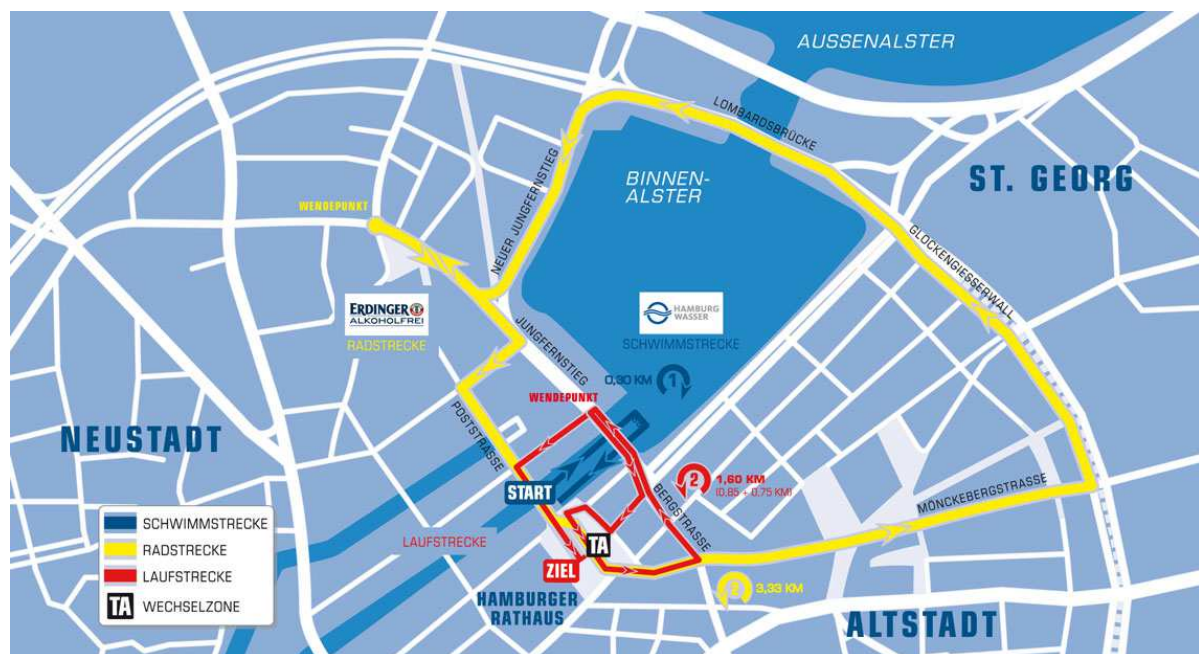 AUSSENALSTER
LOMBARDSBRÜCKE
BINNEN-
ALSTER
ST. GEORG
WENDEPUNKT
NEUER JUNGFERNSTIEG
GLOCKENGIESSERWALL
ERDINGER
ALKOHOLFREI
RADSTRECKE
HAMBURG
WASSER
SCHWIMMSTRECKE
JUNGFERNSTIEG
0,30 KM 1
WENDEPUNKT
NEUSTADT
POSTSTRASSE
START
2 1,60 KM
(0,85 + 0,75 KM)
BERGSTRASSE
MÖNCKEBERGSTRASSE
LAUFSTRECKE
TA
ZIEL
HAMBURGER
RATHAUS
2 3,33 KM
ALTSTADT
SCHWIMMSTRECKE
RADSTRECKE
LAUFSTRECKE
TA WECHSELZONE